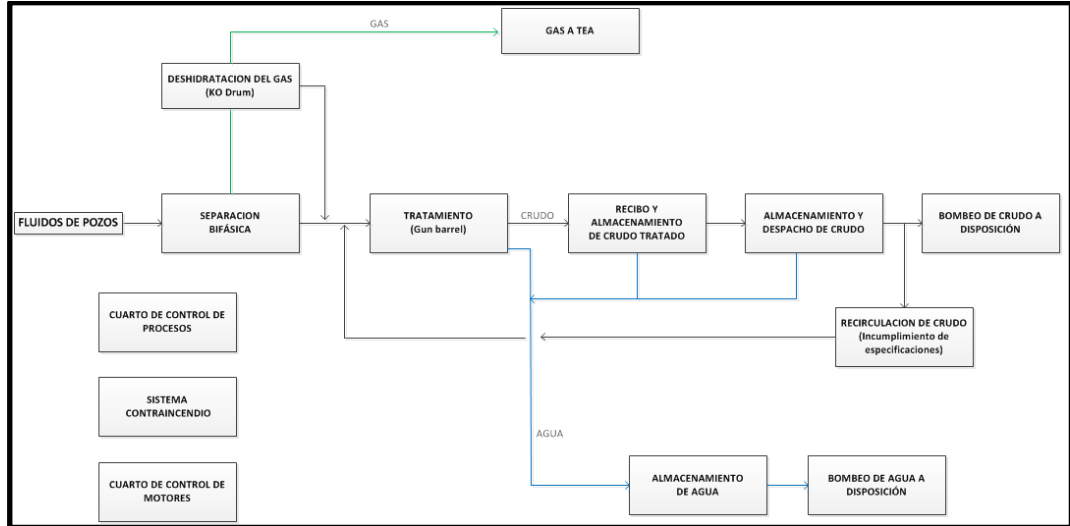 GAS
GAS A TEA
DESHIDRATACION DEL GAS
(KO Drum)
FLUIDOS DE POZOS
SEPARACION
BIFÁSICA
TRATAMIENTO
(Gun barrel)
CRUDO
RECIBO Y
ALMACENAMIENTO
DE CRUDO TRATADO
ALMACENAMIENTO Y
DESPACHO DE CRUDO
BOMBEO DE CRUDO A
DISPOSICIÓN
CUARTO DE CONTROL DE
PROCESOS
RECIRCULACION DE CRUDO
(Incumplimiento de
especificaciones)
SISTEMA
CONTRAINCENDIO
AGUA
CUARTO DE CONTROL DE
MOTORES
ALMACENAMIENTO
DE AGUA
BOMBEO DE AGUA A
DISPOSICIÓN